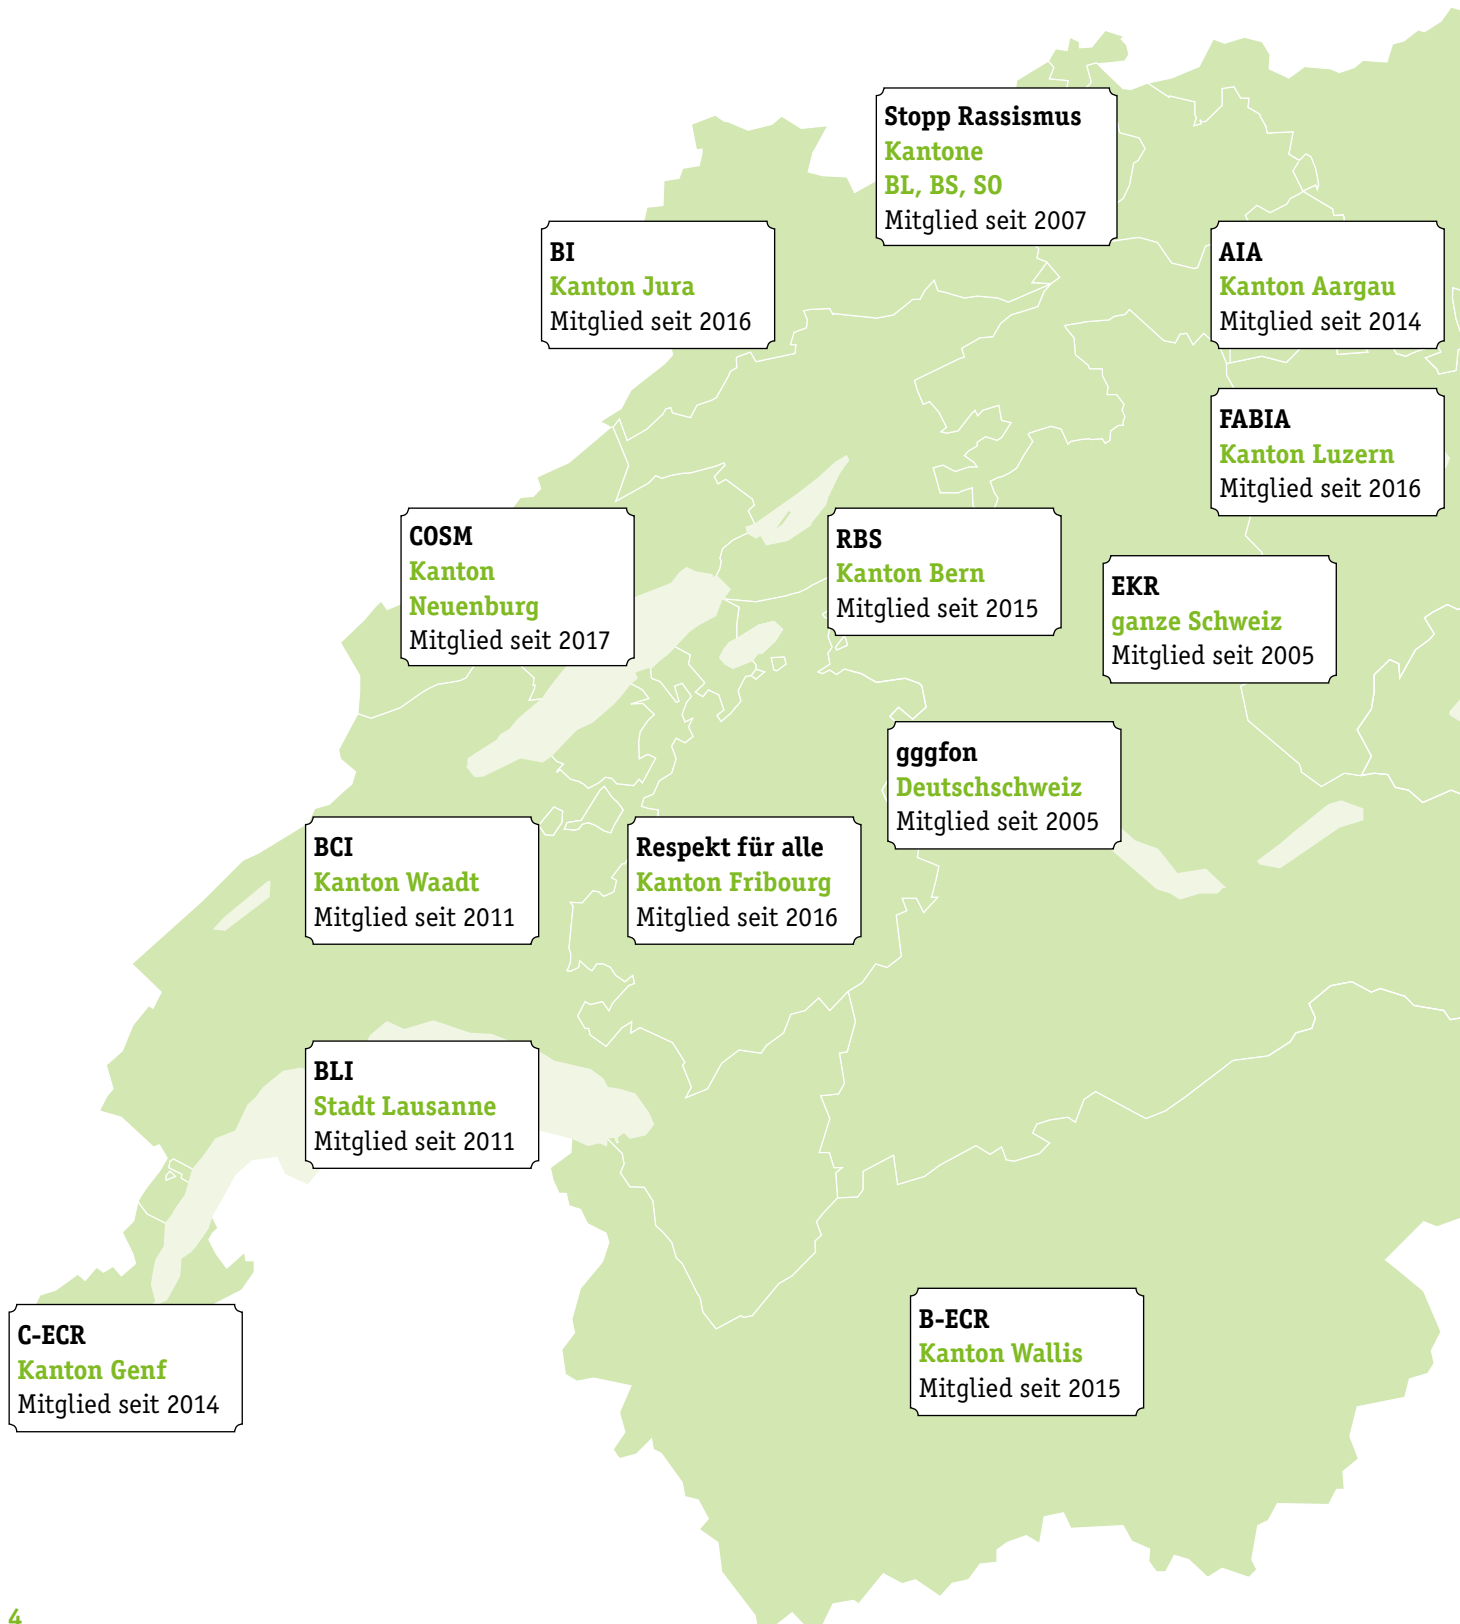 Stopp Rassismus
Kantone
BL, BS, SO
Mitglied seit 2007
BI
Kanton Jura
Mitglied seit 2016
AIA
Kanton Aargau
Mitglied seit 2014
FABIA
Kanton Luzern
Mitglied seit 2016
COSM
Kanton
Neuenburg
Mitglied seit 2017
RBS
Kanton Bern
Mitglied seit 2015
EKR
ganze Schweiz
Mitglied seit 2005
gggfon
Deutschschweiz
Mitglied seit 2005
BCI
Kanton Waadt
Mitglied seit 2011
Respekt für alle
Kanton Fribourg
Mitglied seit 2016
BLI
Stadt Lausanne
Mitglied seit 2011
C-ECR
Kanton Genf
Mitglied seit 2014
B-ECR
Kanton Wallis
Mitglied seit 2015
4